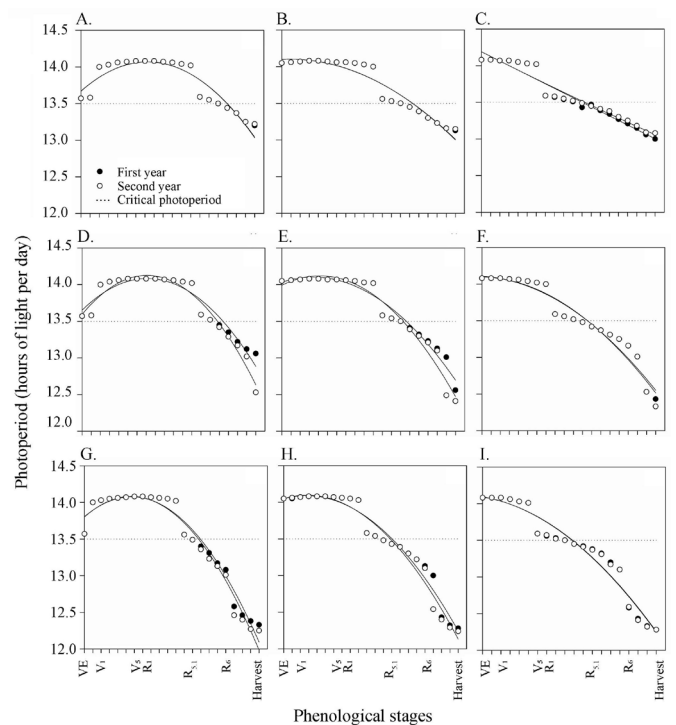 A. B. C.
14.5
14.0
13.5
13.0
12.5
12.0
First year
Second year
Critical photoperiod
D. E. F.
14.5
14.0
13.5
13.0
12.5
12.0
G. H. I.
14.5
14.0
13.5
13.0
12.5
12.0
Photoperiod (hours of light per day)
VE V1 V5 R1 R5.1 R6 Harvest
VE V1 V5 R1 R5.1 R6 Harvest
VE V1 V5 R1 R5.1 R6 Harvest
Phenological stages